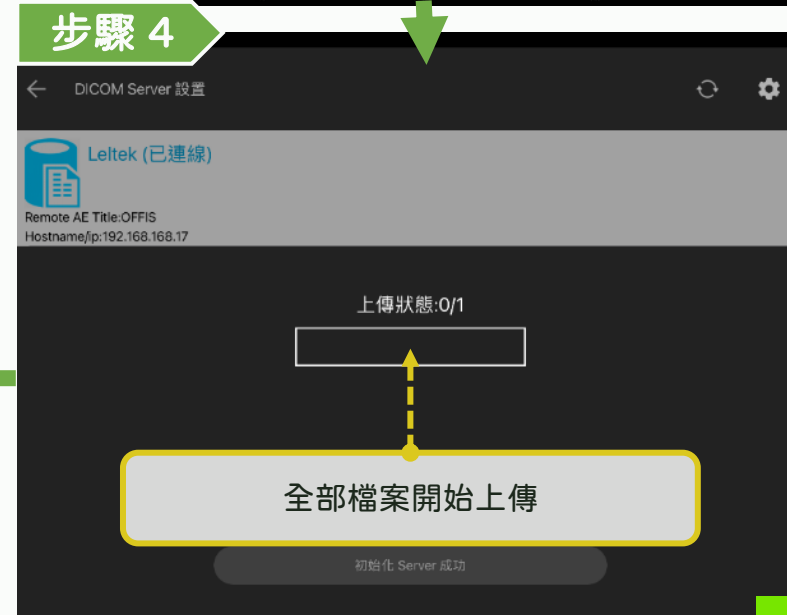 步驟 4
DICOM Server 設置
Leltek (已連線)
Remote AE Title:OFFIS
Hostname/ip:192.168.168.17
上傳狀態:0/1
全部檔案開始上傳
初始化 Server 成功